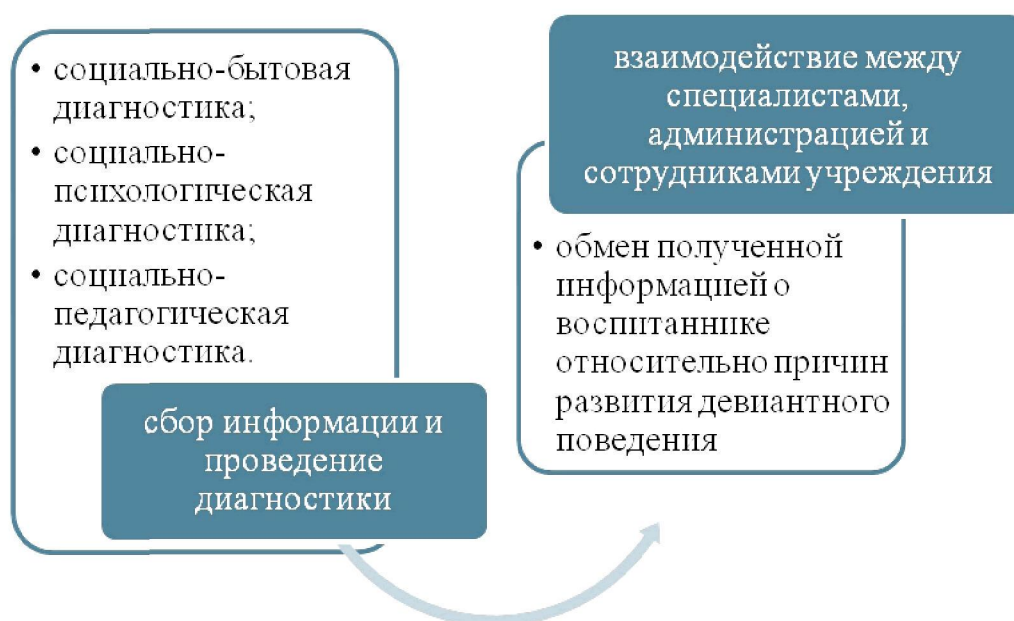 • социально-бытовая
диагностика;
• социально-
психологическая
диагностика;
• социально-
педагогическая
диагностика.
сбор информации и
проведение
диагностики
взаимодействие между
специалистами,
администрацией и
сотрудниками учреждения
• обмен полученной
информацией о
воспитаннике
относительно причин
развития девиантного
поведения